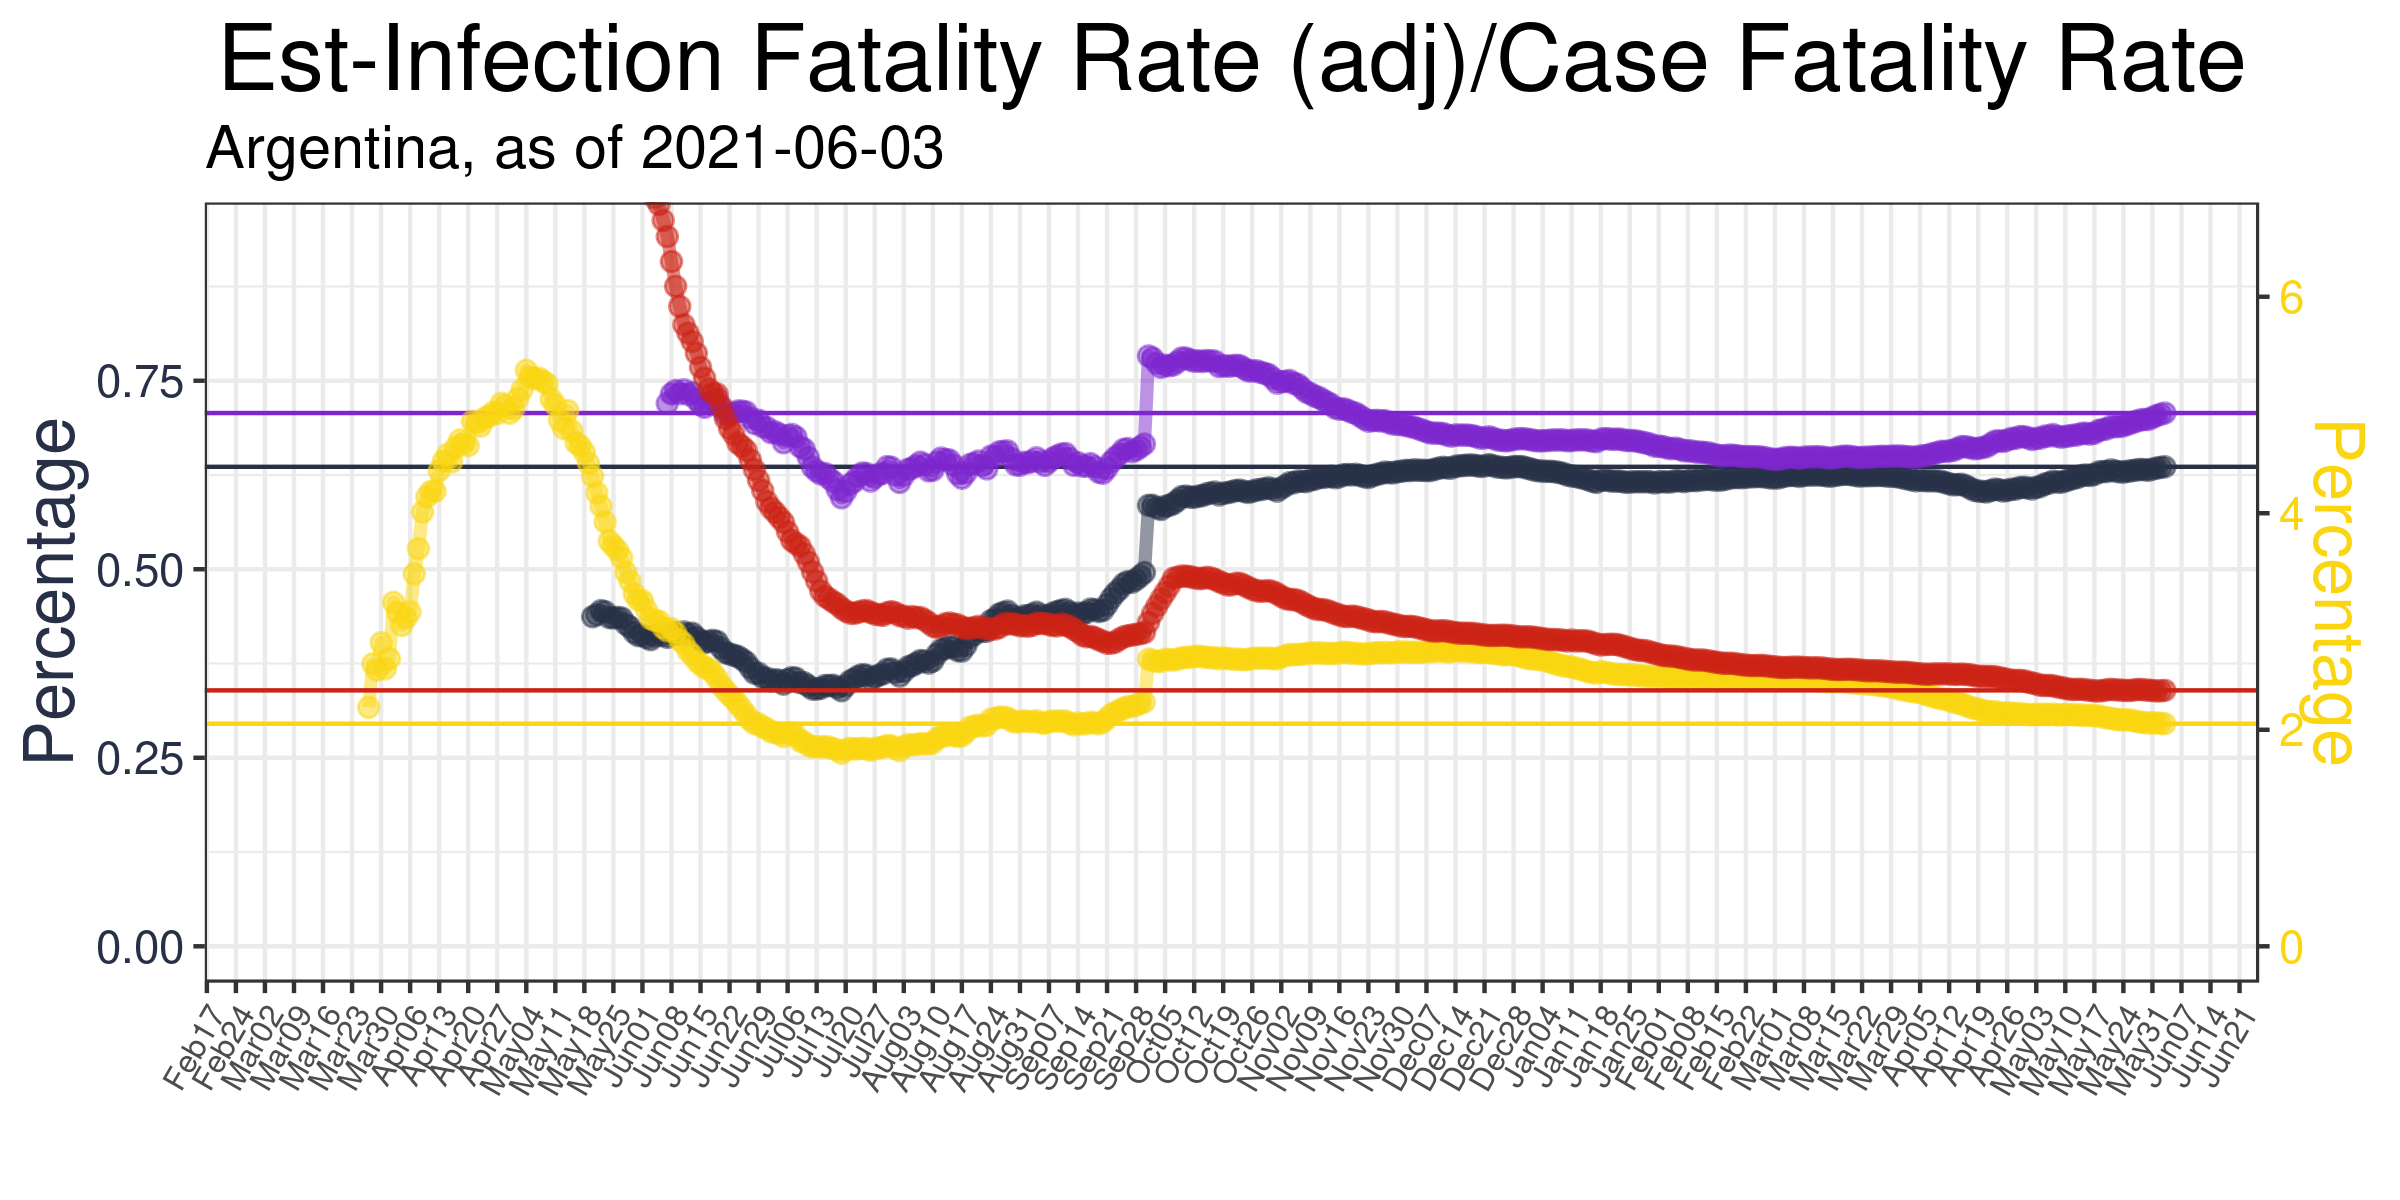 Est-Infection Fatality Rate (adj)/Case Fatality Rate
Argentina, as of 2021-06-03
Percentage
0.75
0.50
0.25
0.00
6
4
2
0
Percentage
Feb17
Feb24
Mar02
Mar09
Mar16
Mar23
Mar30
Apr06
Apr13
Apr20
Apr27
May04
May11
May18
May25
Jun01
Jun08
Jun15
Jun22
Jun29
Jul06
Jul13
Jul20
Jul27
Aug03
Aug10
Aug17
Aug24
Aug31
Sep07
Sep14
Sep21
Sep28
Oct05
Oct12
Oct19
Oct26
Nov02
Nov09
Nov16
Nov23
Nov30
Dec07
Dec14
Dec21
Dec28
Jan04
Jan11
Jan18
Jan25
Feb01
Feb08
Feb15
Feb22
Mar01
Mar08
Mar15
Mar22
Mar29
Apr05
Apr12
Apr19
Apr26
May03
May10
May17
May24
May31
Jun07
Jun14
Jun21